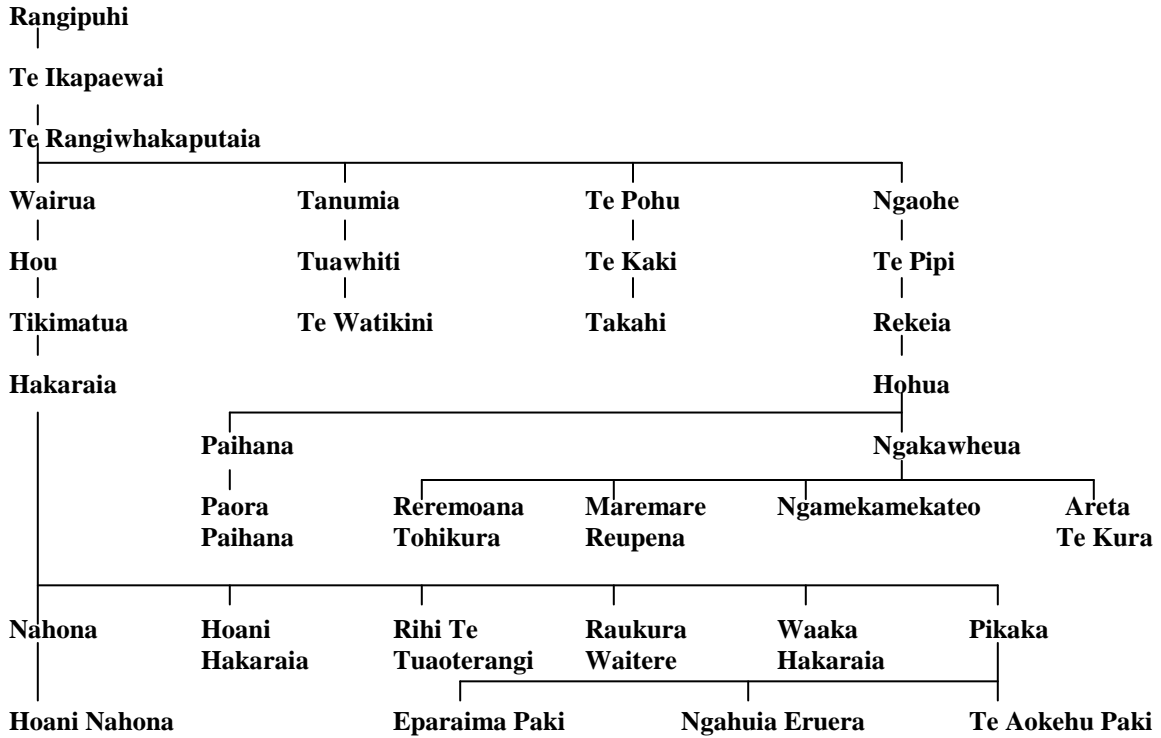 Rangipuhi
Te Ikapaewai
Te Rangiwhakaputaia
Wairua Tanumia Te Pohu Ngaohe
Hou Tuawhiti Te Kaki Te Pipi
Tikimatua Te Watikini Takahi Rekeia
Hakaraia Hohua
Paihana Ngakawheua
Paora Reremoana Maremare Ngamekamekateo Areta
Paihana Tohikura Reupena Te Kura
Nahona Hoani Rihi Te Raukura Waaka Pikaka
Hakaraia Tuaoterangi Waitere Hakaraia
Hoani Nahona Eparaima Paki Ngahuia Eruera Te Aokehu Paki